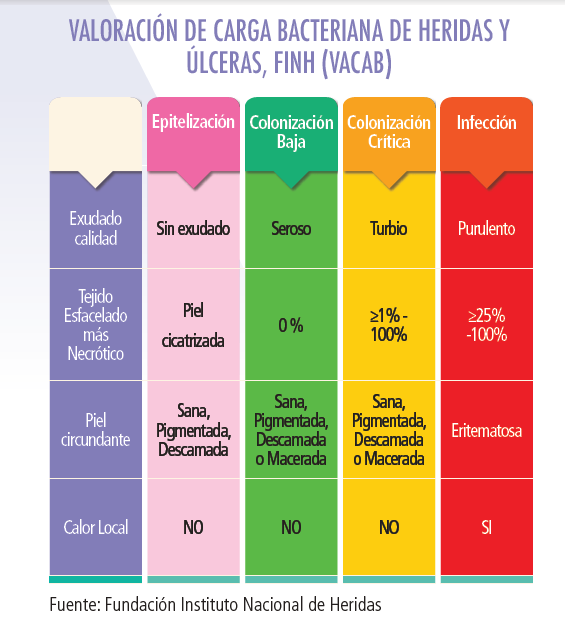 VALORACIÓN DE CARGA BACTERIANA DE HERIDAS Y
ÚLCERAS, FINH (VACAB)
Epitelización
Colonización
Baja
Colonización
Crítica
Infección
Exudado
calidad
Sin exudado
Seroso
Turbio
Purulento
Tejido
Esfacelado
más
Necrótico
Piel
cicatrizada
0 %
≥1% -
100%
≥25%
-100%
Piel
circundante
Sana,
Pigmentada,
Descamada
Sana,
Pigmentada,
Descamada
o Macerada
Sana,
Pigmentada,
Descamada
o Macerada
Eritematosa
Calor Local
NO
NO
NO
SI
Fuente: Fundación Instituto Nacional de Heridas